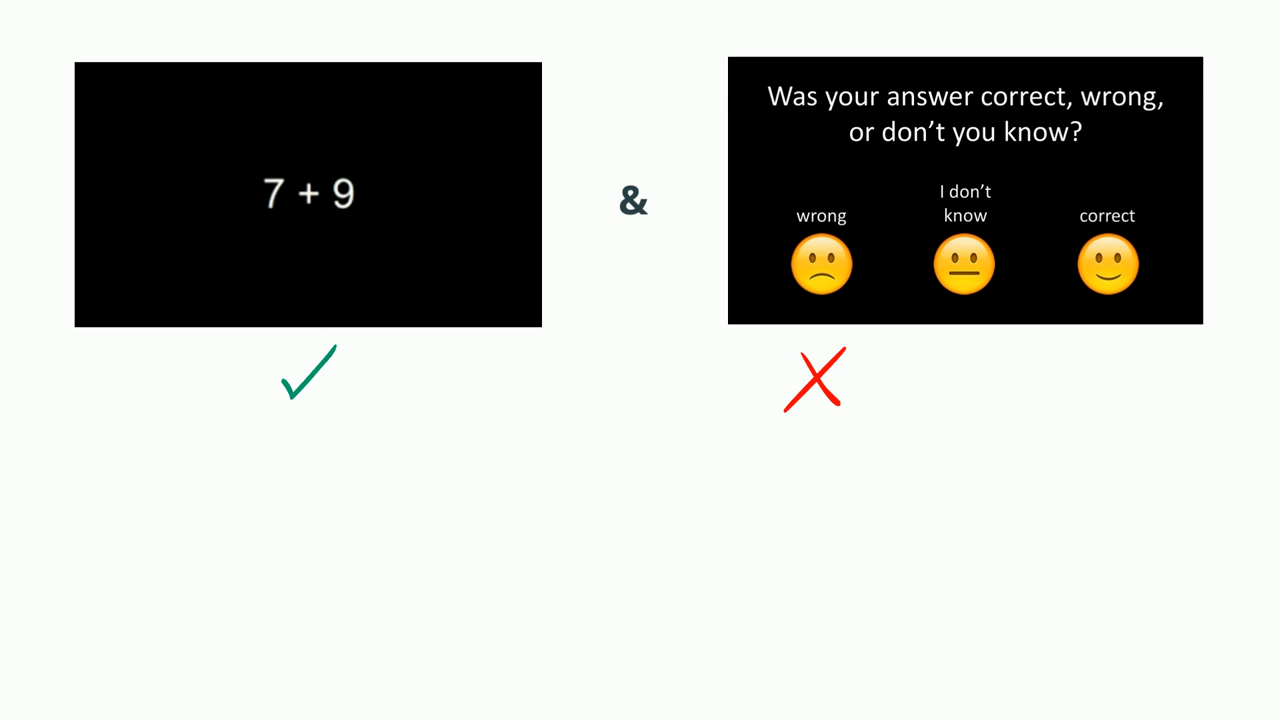 7 + 9
&
Was your answer correct, wrong,
or don’t you know?
wrong
I don’t
know
correct